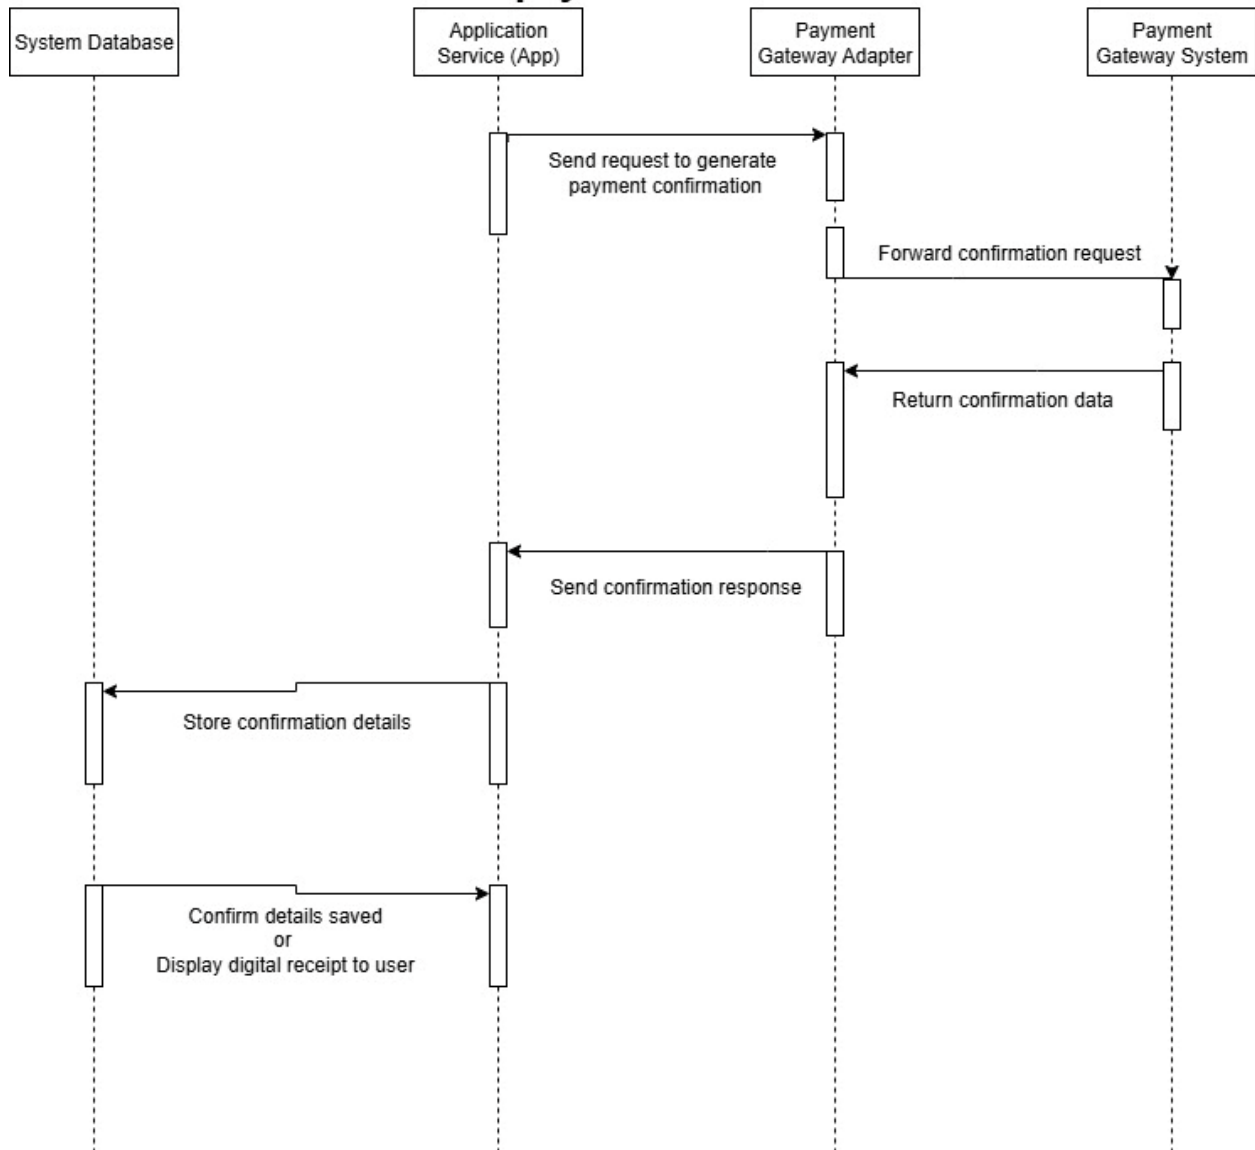 System Database
Application
Service (App)
Payment
Gateway Adapter
Payment
Gateway System
Send request to generate
payment confirmation
Forward confirmation request
Return confirmation data
Send confirmation response
Store confirmation details
Confirm details saved
or
Display digital receipt to user